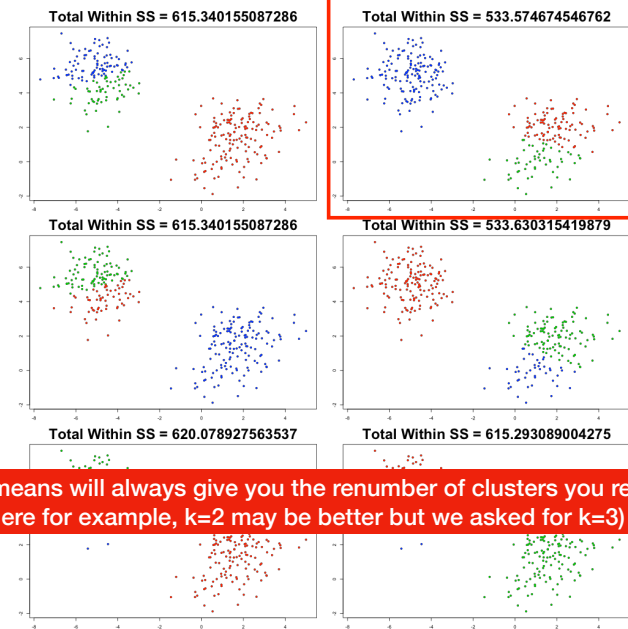 Total Within SS = 615.340155087286
Total Within SS = 533.574674546762
Total Within SS = 615.340155087286
Total Within SS = 533.630315419879
Total Within SS = 620.078927563537
Total Within SS = 615.293089004275
means will always give you the renumber of clusters you re
ere for example, k=2 may be better but we asked for k=3)